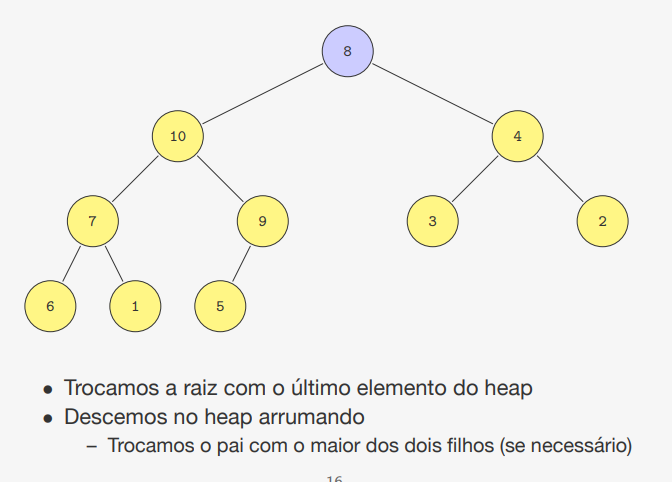 8
10 4
7 9 3 2
6 1 5
• Trocamos a raiz com o último elemento do heap
• Descemos no heap arrumando
– Trocamos o pai com o maior dos dois filhos (se necessário)
16